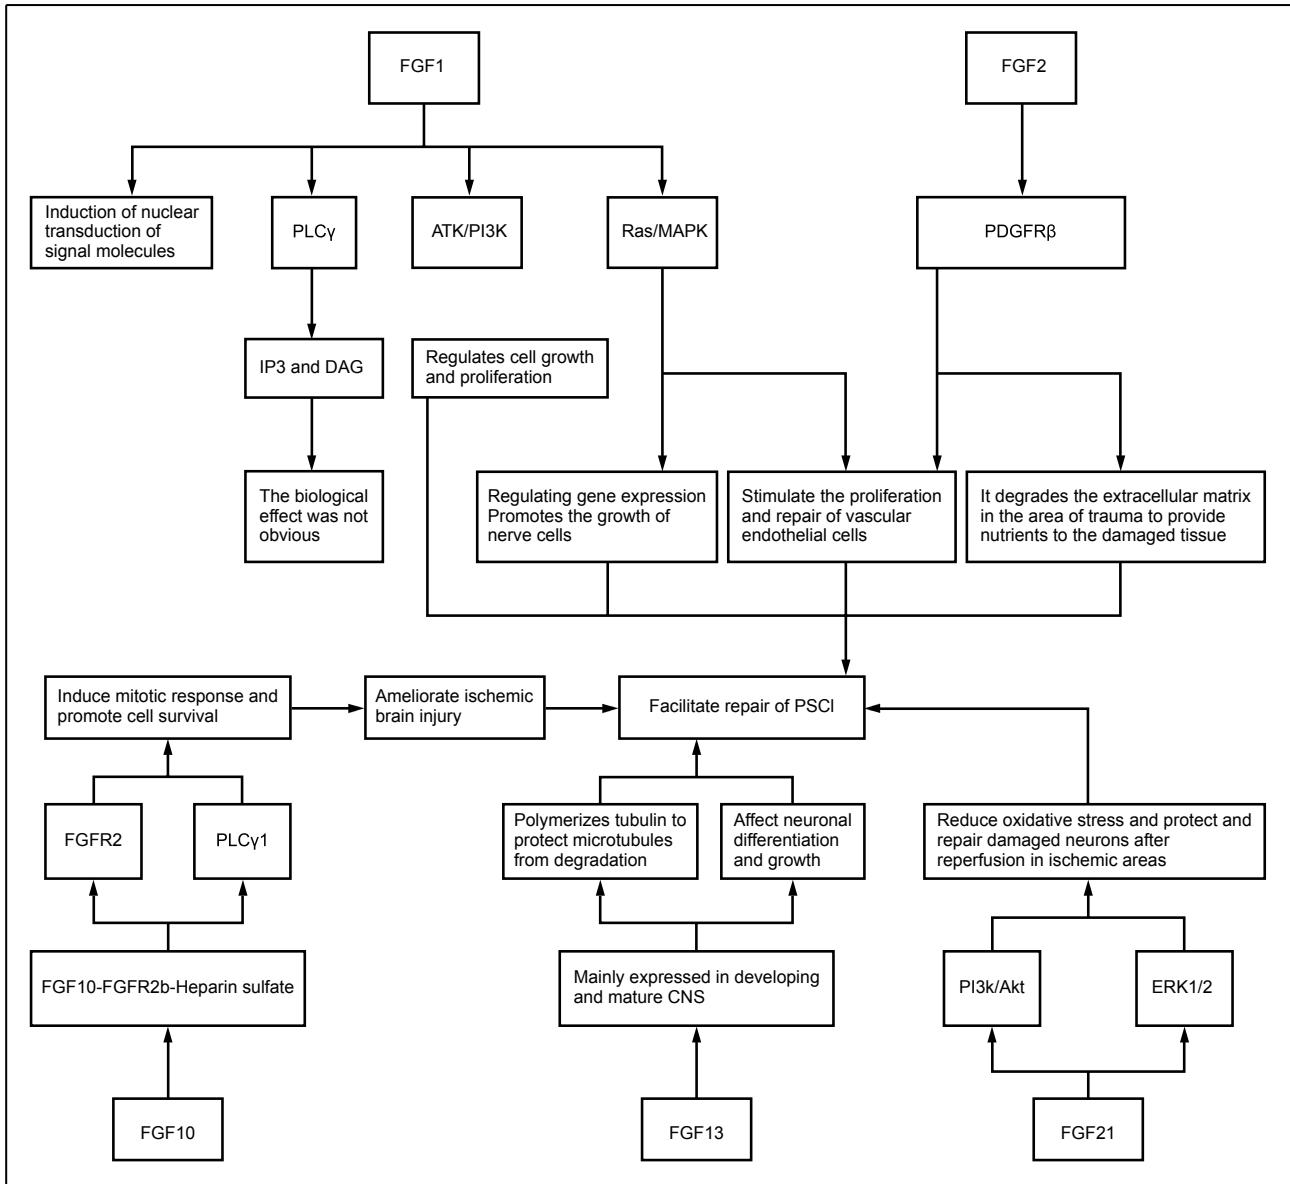 FGF1
FGF2
Induction of nuclear
transduction of
signal molecules
PLCγ
ATK/PI3K
Ras/MAPK
PDGFRβ
IP3 and DAG
Regulates cell growth
and proliferation
The biological
effect was not
obvious
Regulating gene expression
Promotes the growth of
nerve cells
Stimulate the proliferation
and repair of vascular
endothelial cells
It degrades the extracellular matrix
in the area of trauma to provide
nutrients to the damaged tissue
Induce mitotic response and
promote cell survival
Ameliorate ischemic
brain injury
Facilitate repair of PSCI
FGFR2
PLCγ1
Polymerizes tubulin to
protect microtubules
from degradation
Affect neuronal
differentiation
and growth
Reduce oxidative stress and protect and
repair damaged neurons after
reperfusion in ischemic areas
FGF10-FGFR2b-Heparin sulfate
Mainly expressed in developing
and mature CNS
PI3k/Akt
ERK1/2
FGF10
FGF13
FGF21